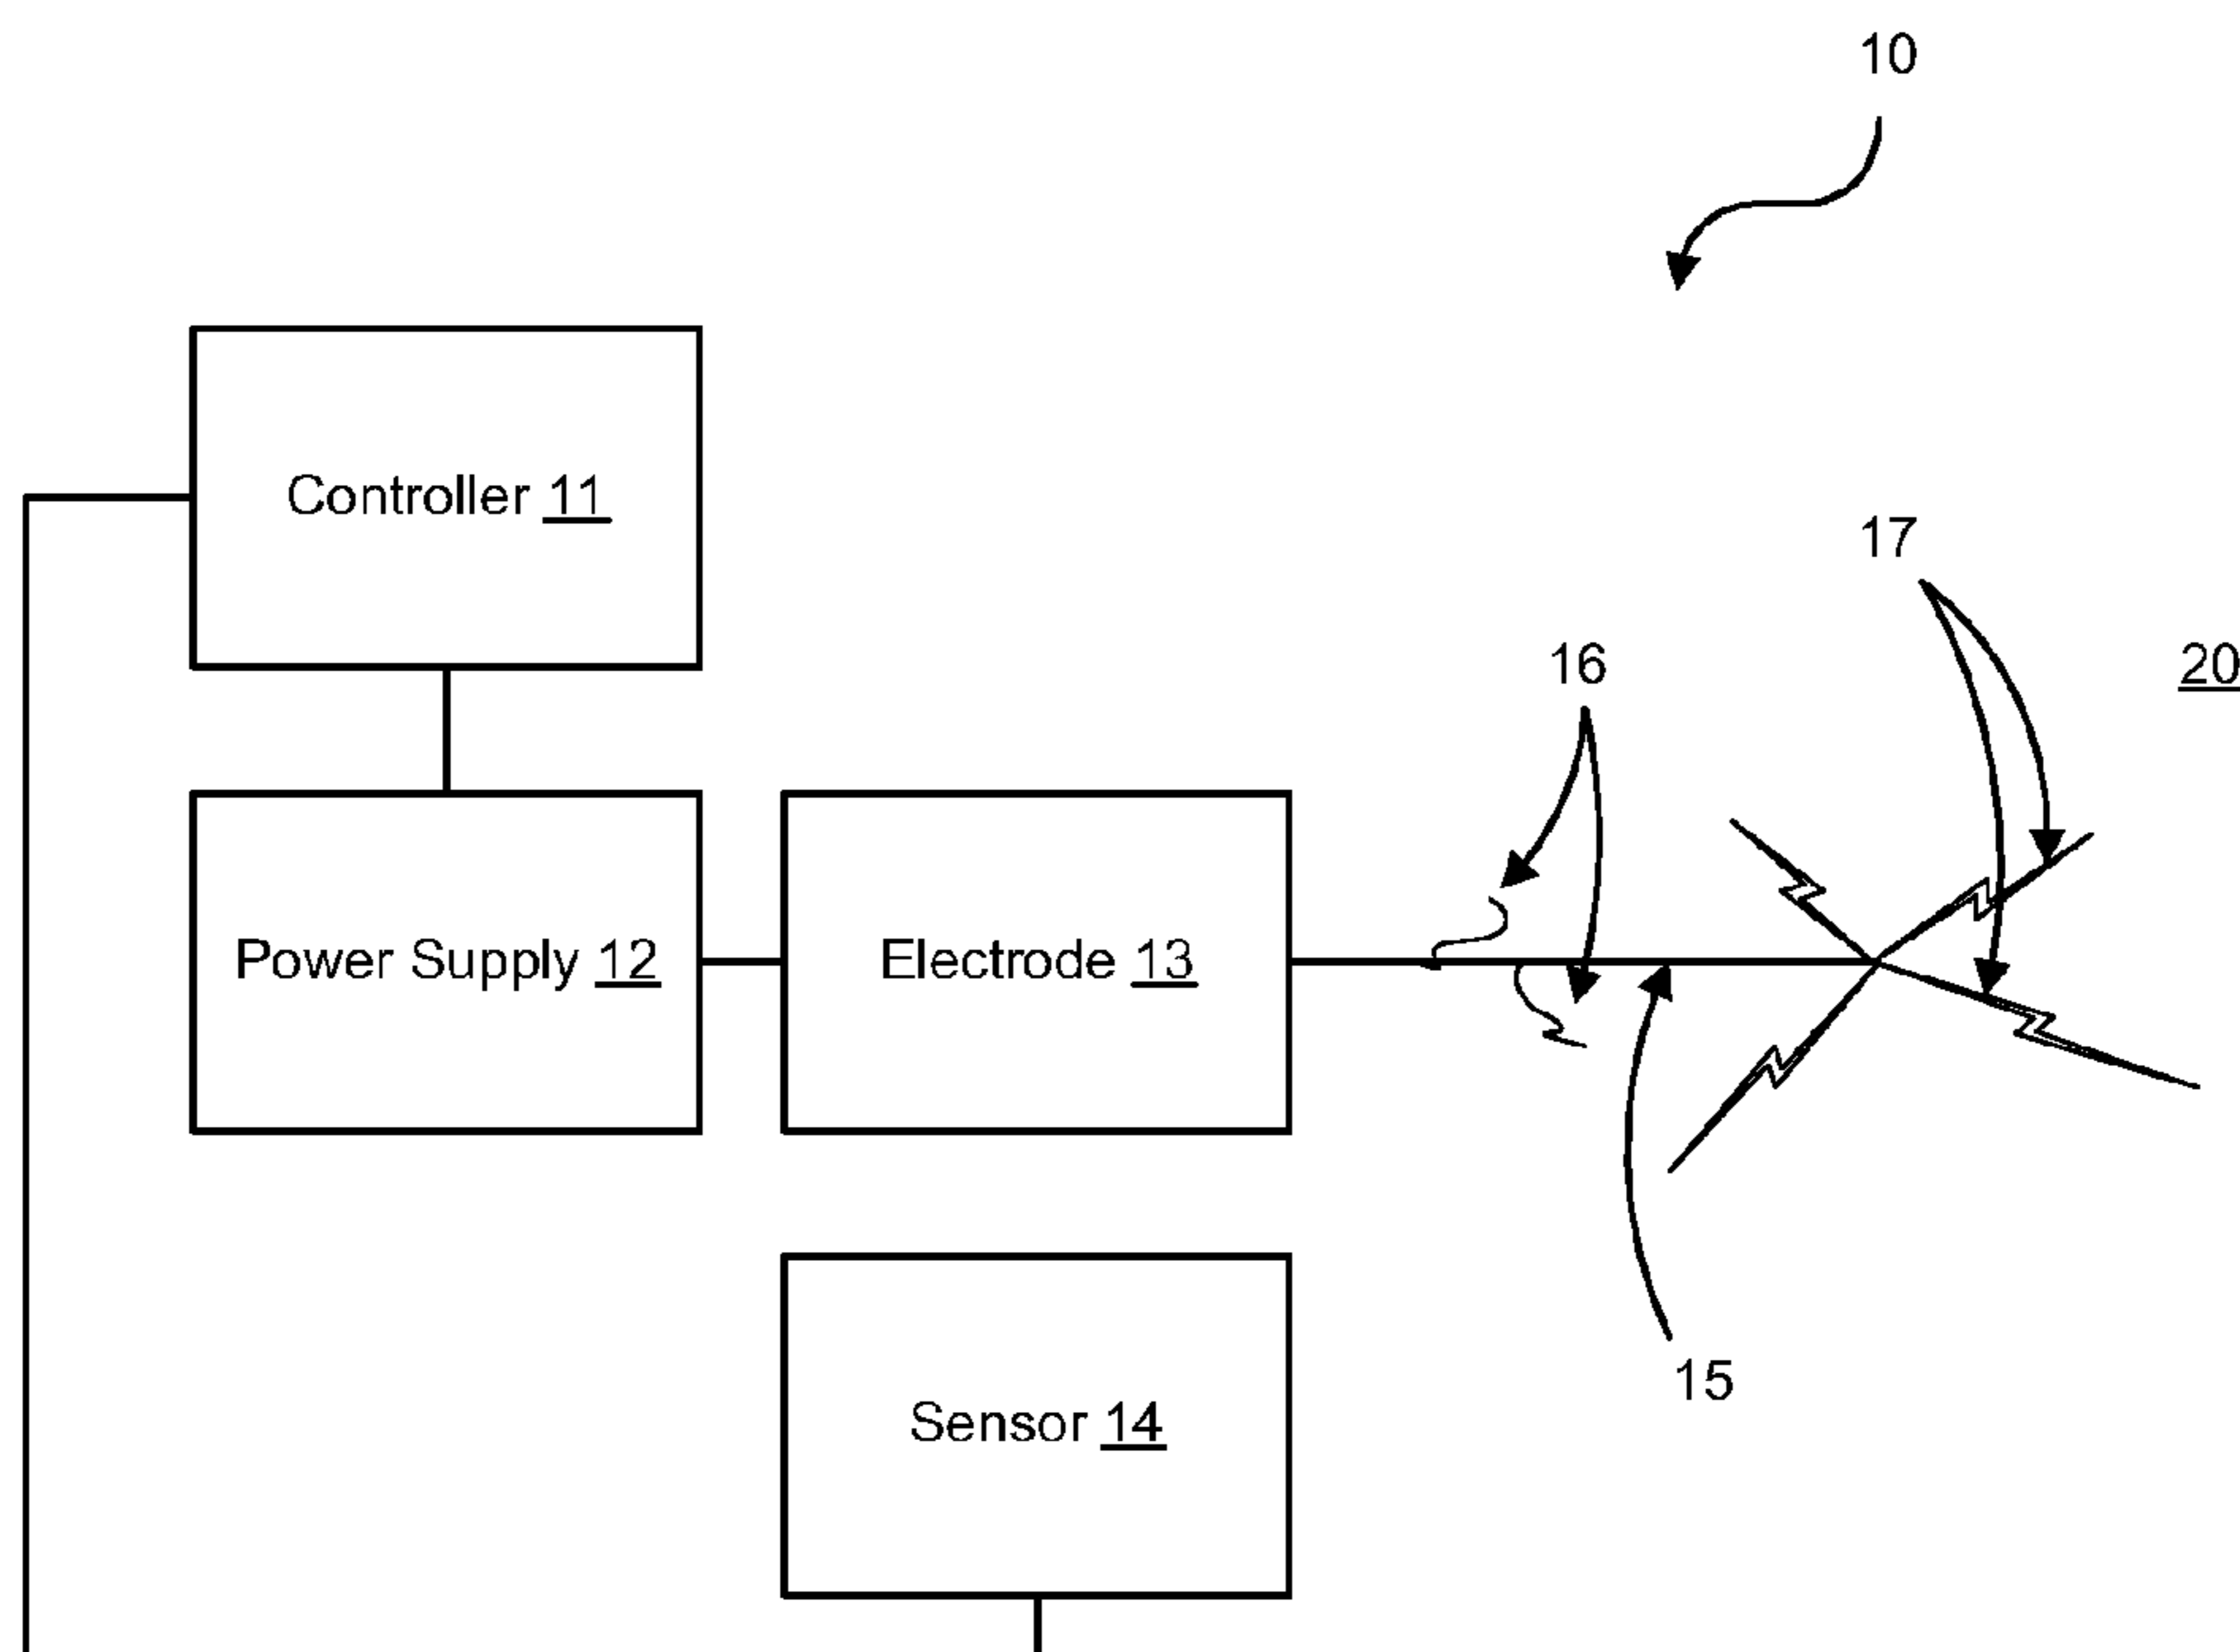 10
Controller 11
17
16
20
Power Supply 12
Electrode 13
15
Sensor 14